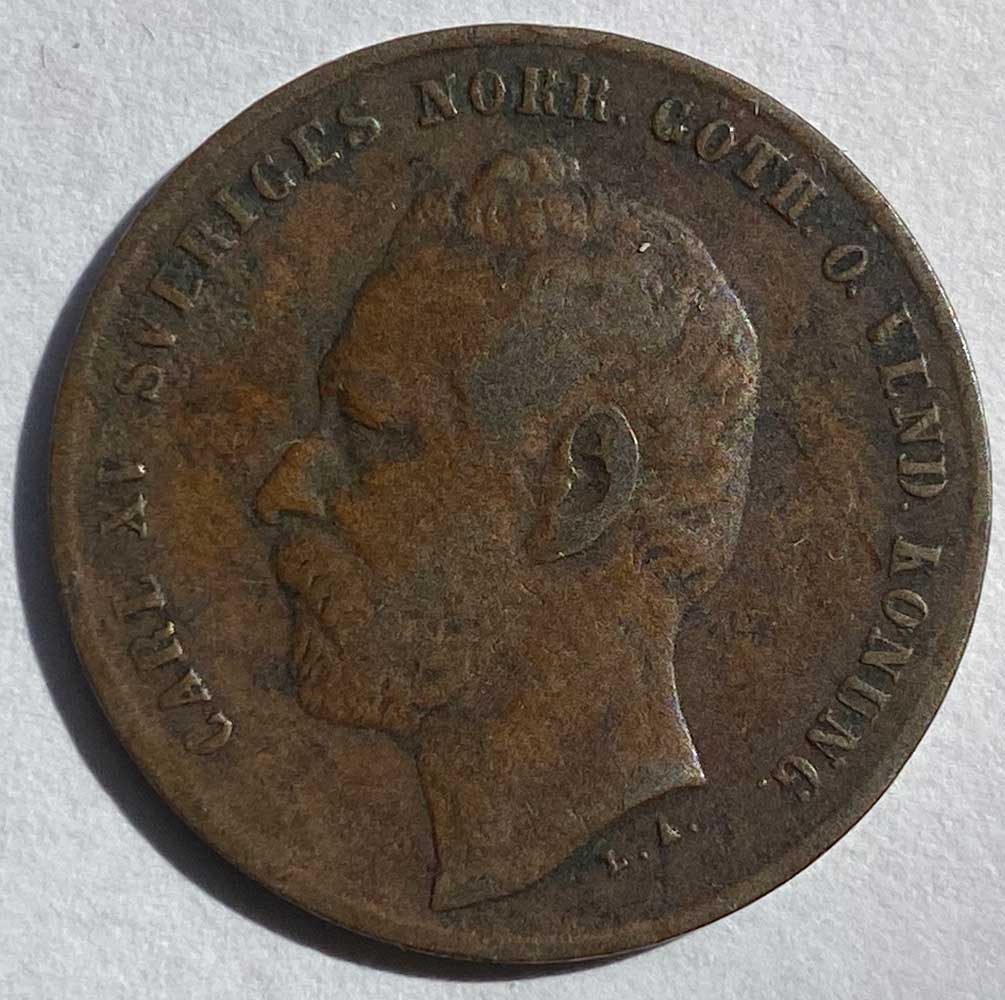 CARL XV SVERIGES NORR. GOTH. O. VEND. KONUNG.
L.A.